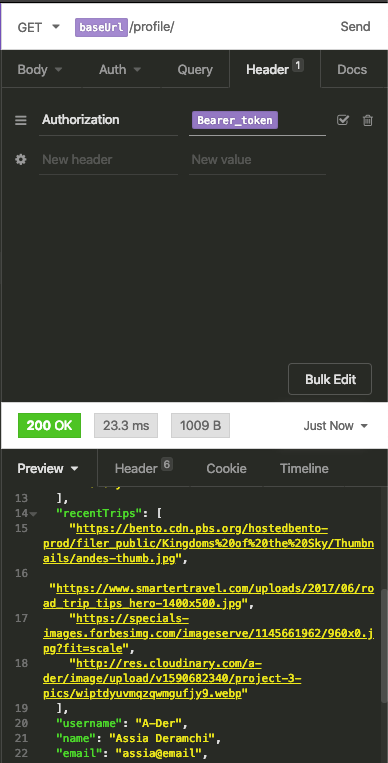 GET baseUrl /profile/ Send
Body Auth Query Header 1 Docs
Authorization Bearer_token
New header New value
Bulk Edit
200 OK 23.3 ms 1009 B Just Now
Preview Header 6 Cookie Timeline
13 ],
14 "recentTrips": [
15 "https://bento.cdn.pbs.org/hostedbento-
prod/filer_public/Kingdoms%20of%20the%20Sky/Thumb
nails/andes-thumb.jpg",
16
"https://www.smartertravel.com/uploads/2017/06/ro
ad_trip_tips_hero-1400x500.jpg",
17 "https://specials-
images.forbesimg.com/imageserve/1145661962/960x0.j
pg?fit=scale",
18 "http://res.cloudinary.com/a-
der/image/upload/v1590682340/project-3-
pics/wiptdyuvmqzqwmgufjy9.webp"
19 ],
20 "username": "A-Der",
21 "name": "Assia Deramchi",
22 "email": "assia@email",